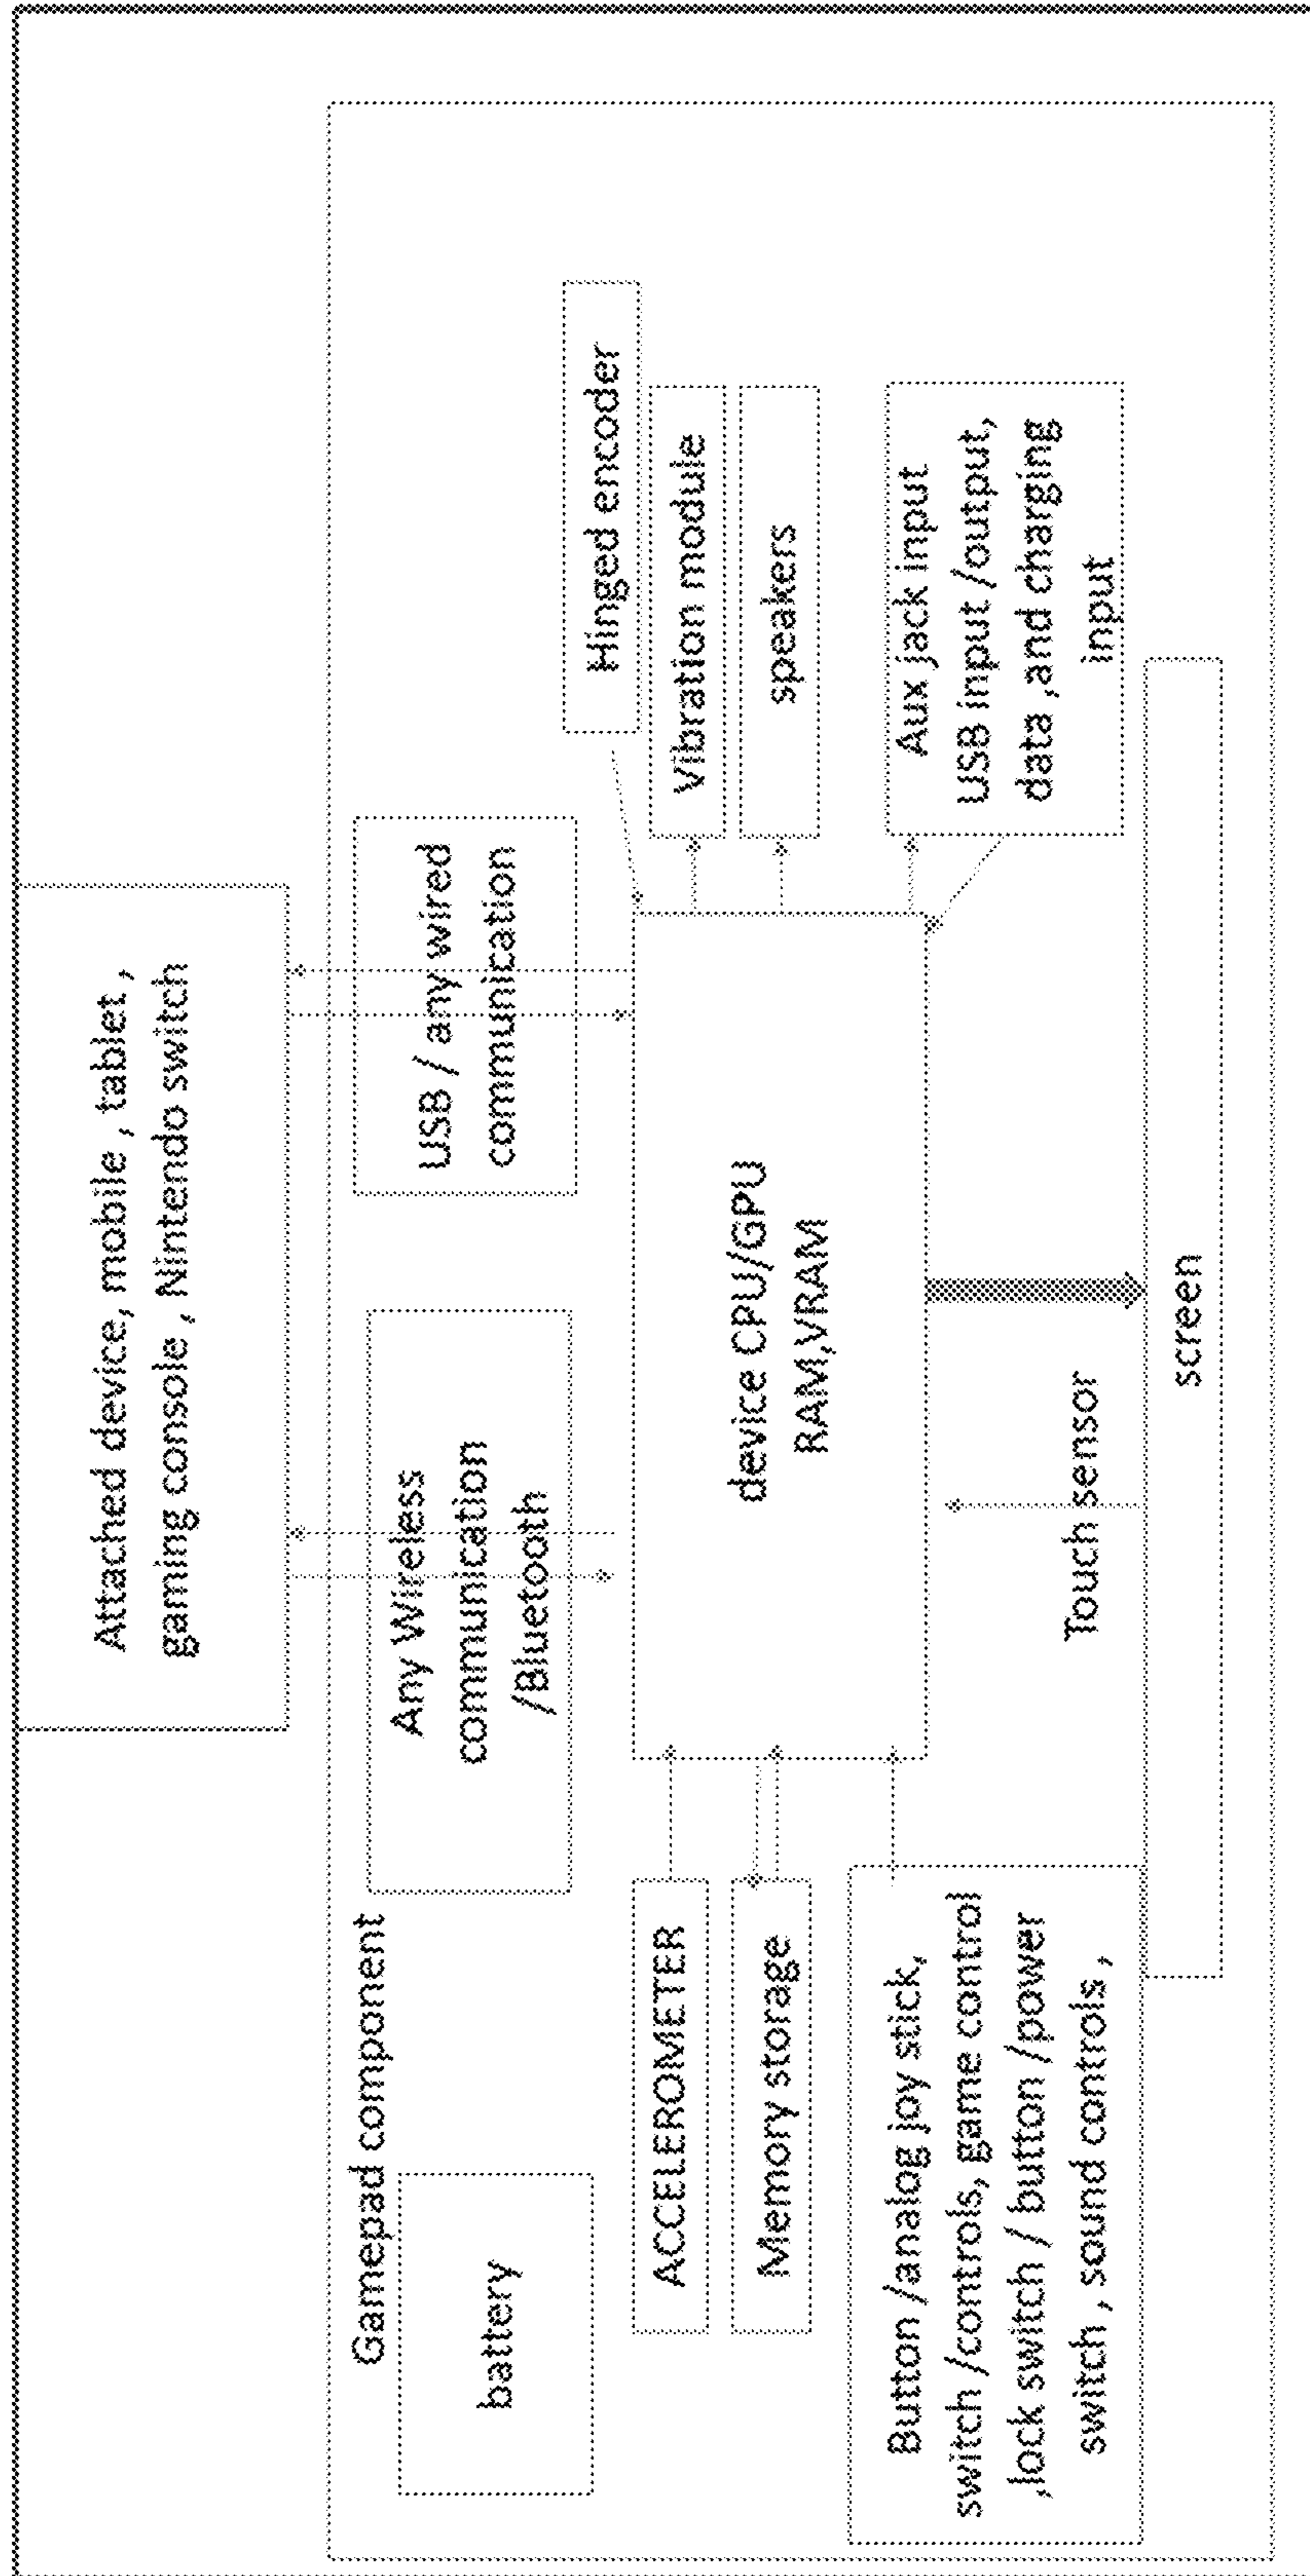 Attached device, mobile , tablet ,
gaming console , Nintendo switch
Gamepad component
battery
Any Wireless
communication
/Bluetooth
USB / any wired
communication
ACCELEROMETER
Memory storage
Button /analog joy stick,
switch /controls, game control
,lock switch / button /power
switch , sound controls ,
device CPU/GPU
RAM,VRAM
Hinged encoder
Vibration module
speakers
Aux jack input
USB input /output,
data ,and charging
input
Touch sensor
screen